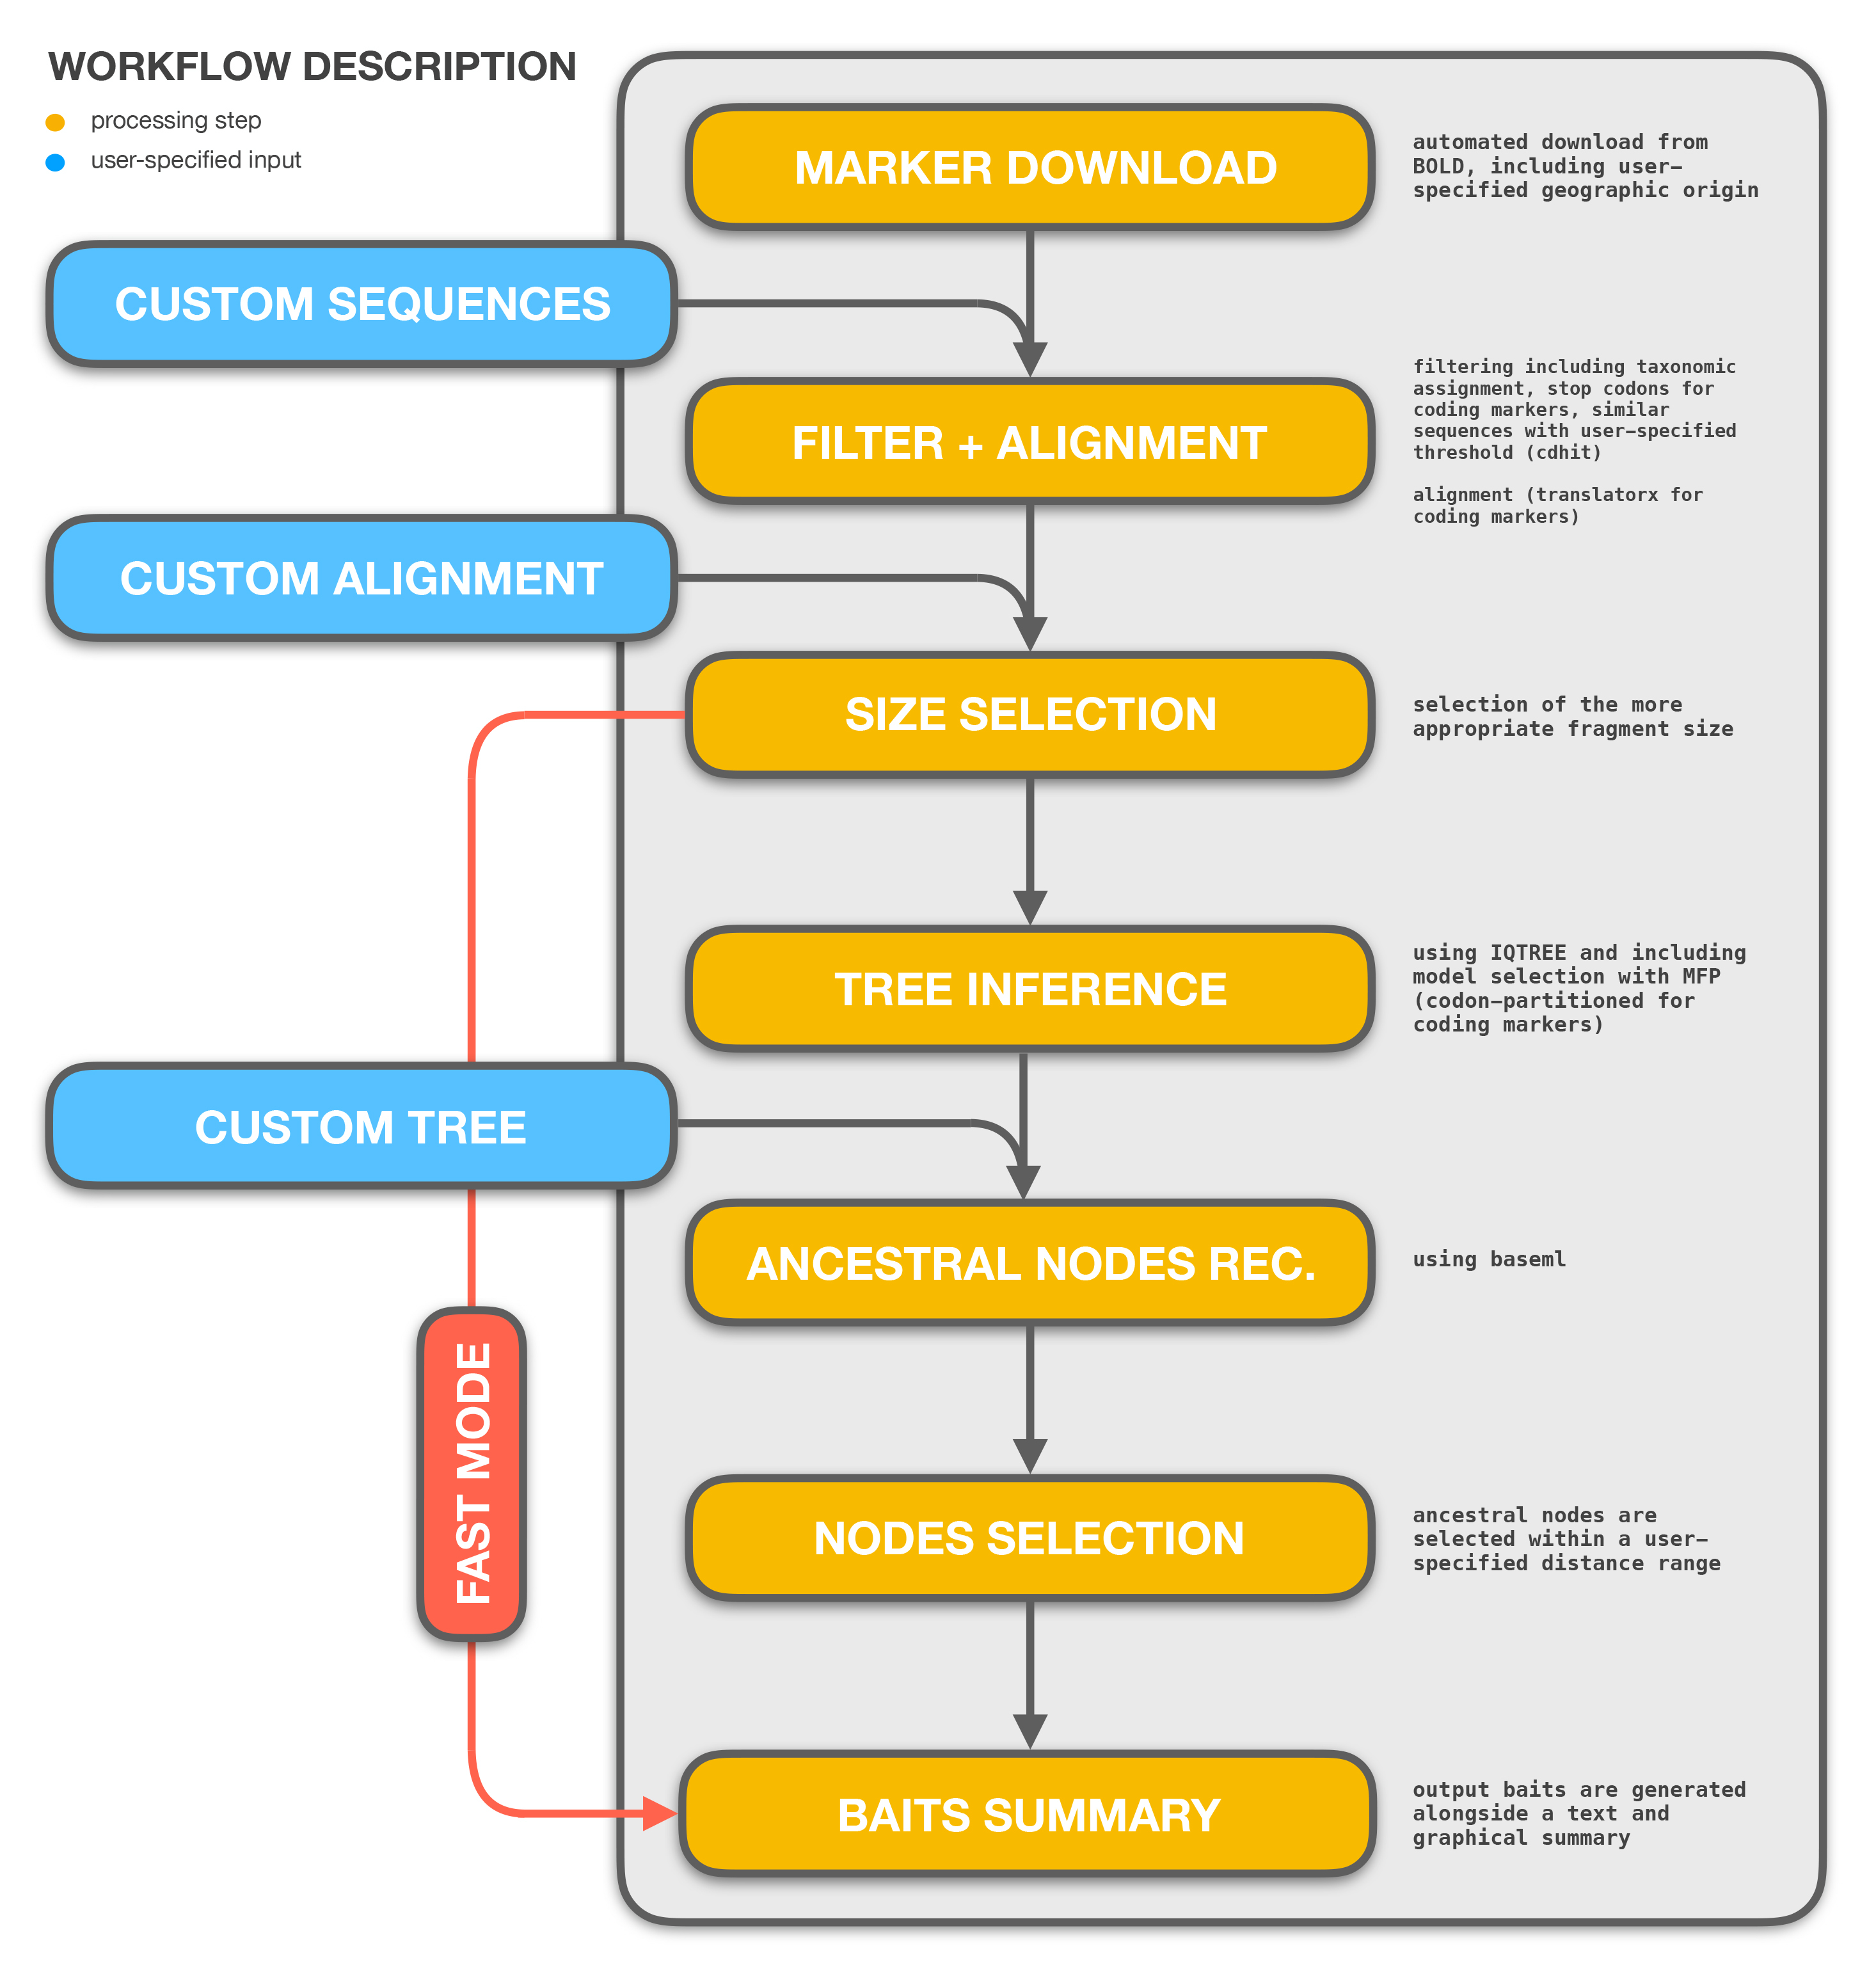 WORKFLOW DESCRIPTION
processing step
user-specified input
MARKER DOWNLOAD
automated download from
BOLD, including user-
specified geographic origin
CUSTOM SEQUENCES
FILTER + ALIGNMENT
filtering including taxonomic
assignment, stop codons for
coding markers, similar
sequences with user-specified
threshold (cdhit)
alignment (translatorx for
coding markers)
CUSTOM ALIGNMENT
SIZE SELECTION
selection of the more
appropriate fragment size
TREE INFERENCE
using IQTREE and including
model selection with MFP
(codon-partitioned for
coding markers)
CUSTOM TREE
ANCESTRAL NODES REC.
using baseml
FAST MODE
NODES SELECTION
ancestral nodes are
selected within a user-
specified distance range
BAITS SUMMARY
output baits are generated
alongside a text and
graphical summary